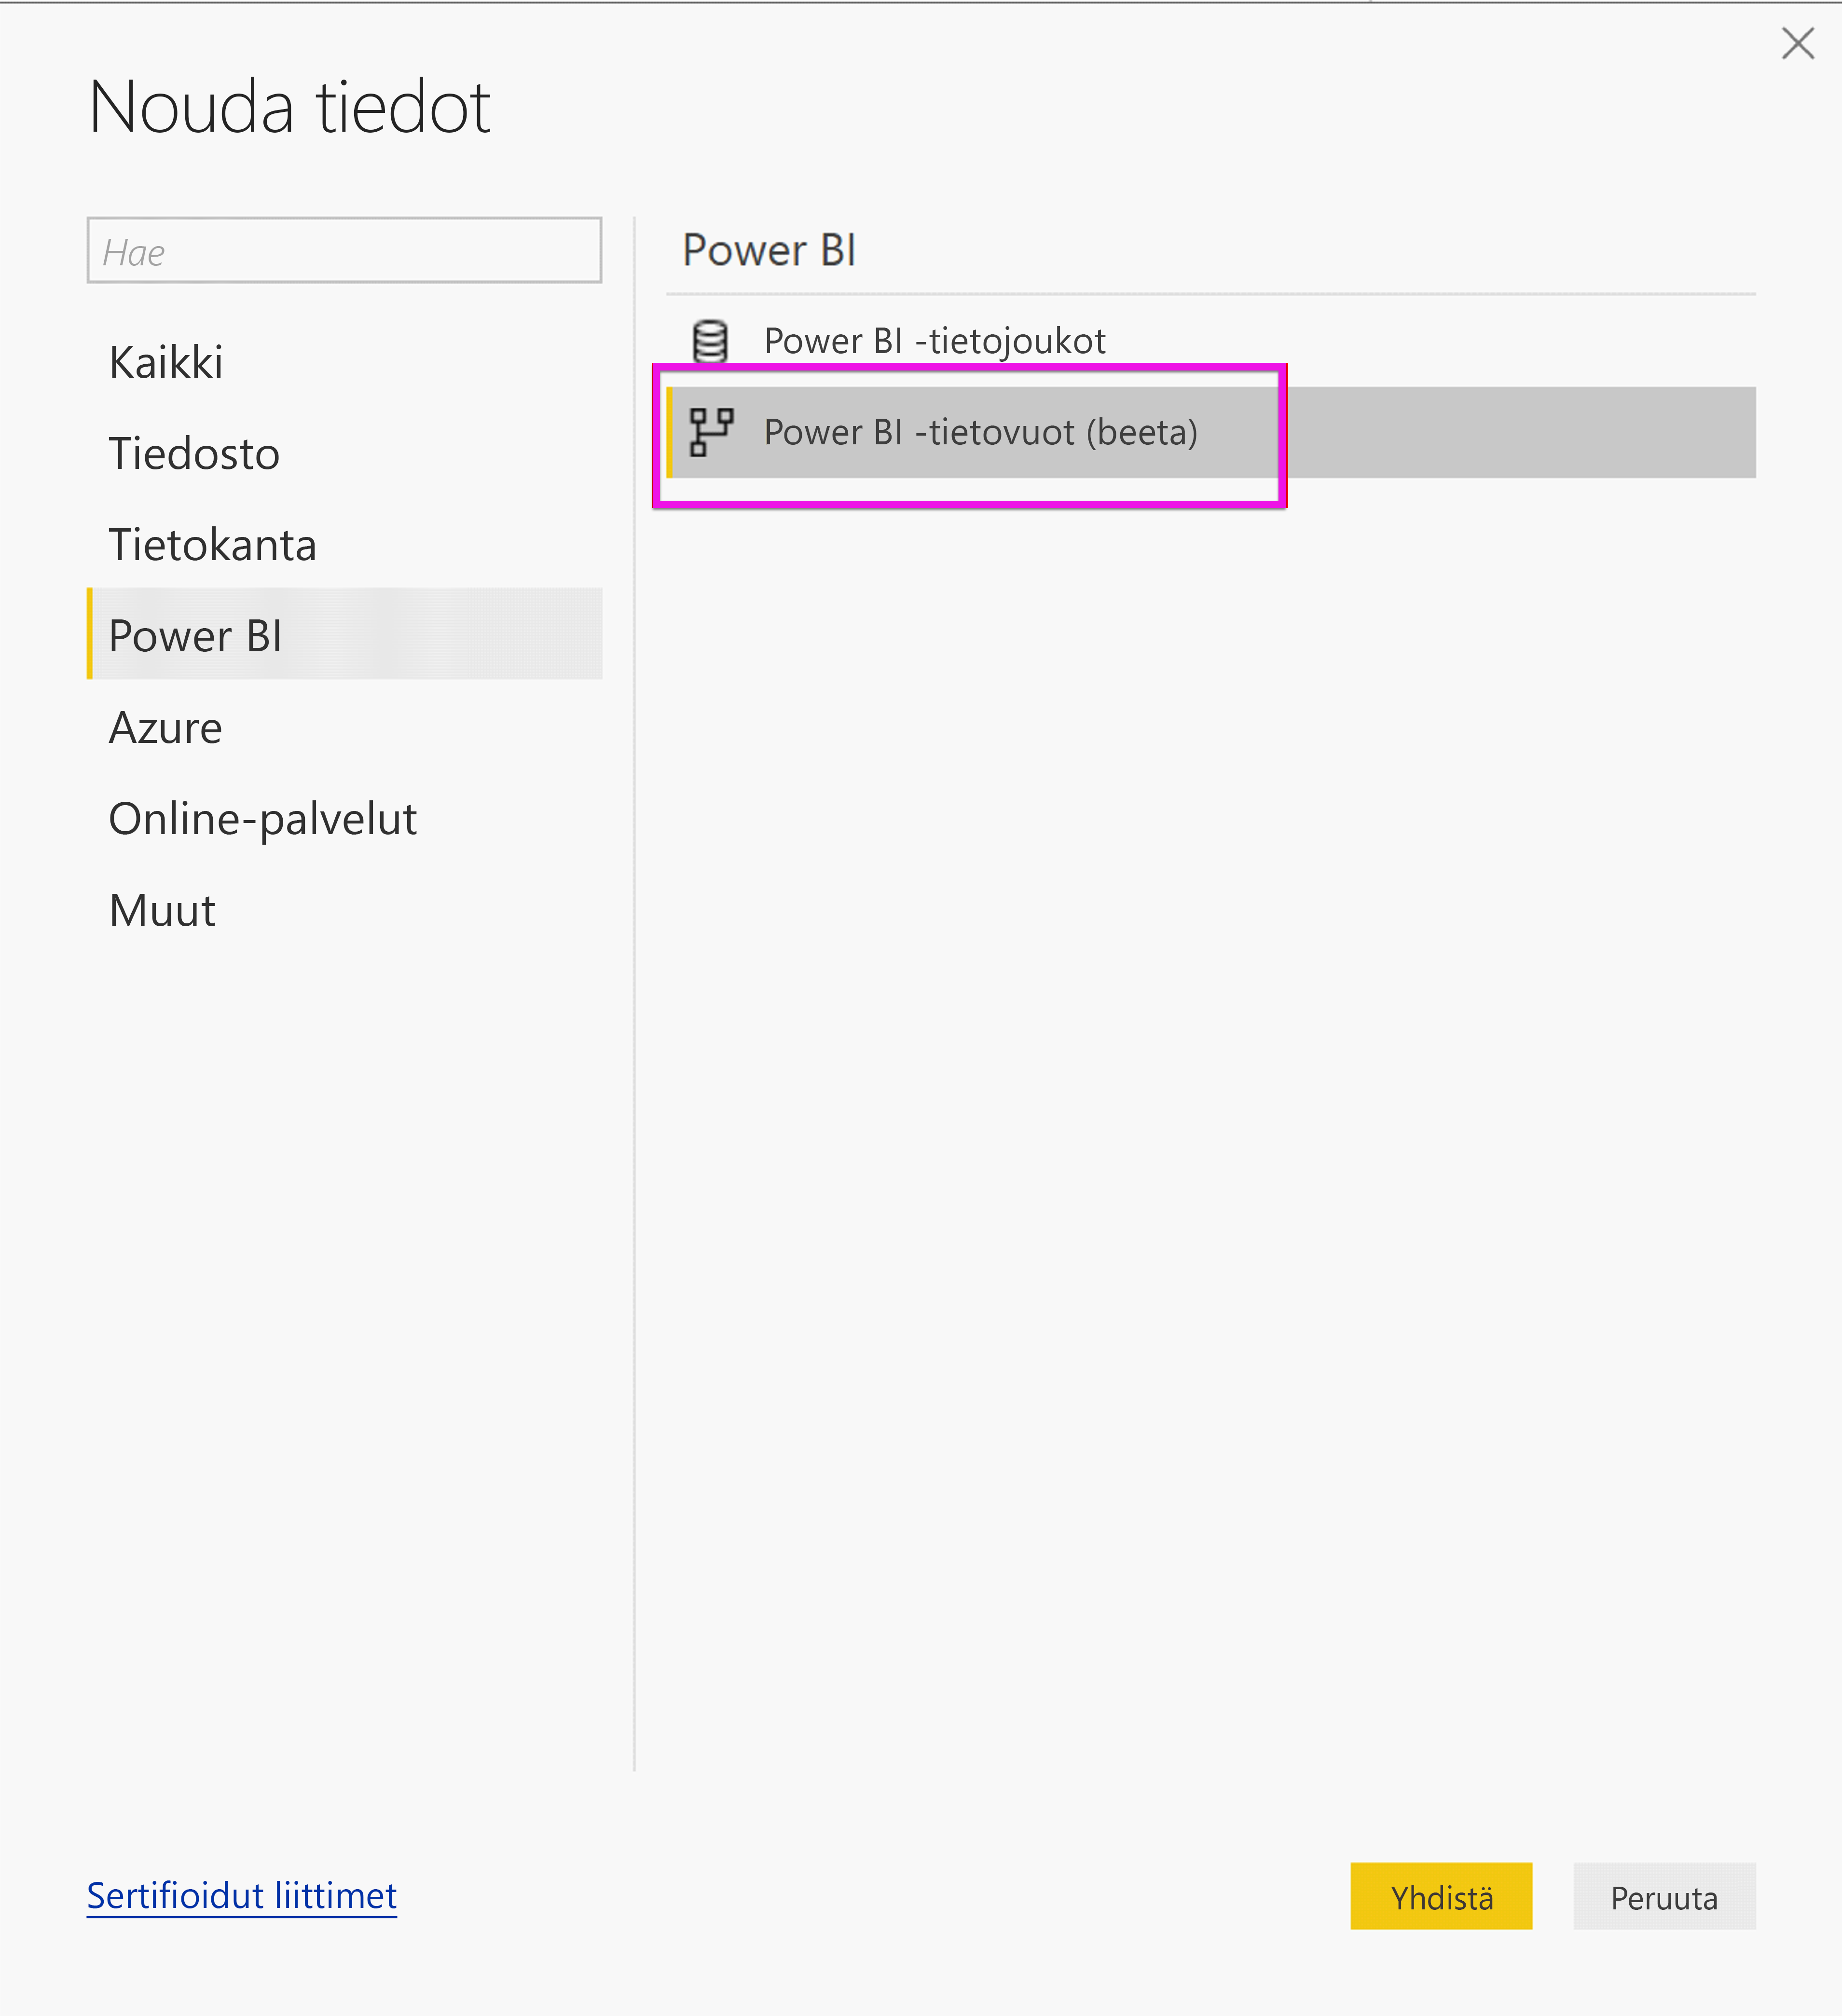 Nouda tiedot
Hae
Kaikki
Tiedosto
Tietokanta
Power BI
Azure
Online-palvelut
Muut
Power BI
Power BI -tietojoukot
Power BI -tietovuot (beeta)
Sertifioidut liittimet
Yhdistä
Peruuta